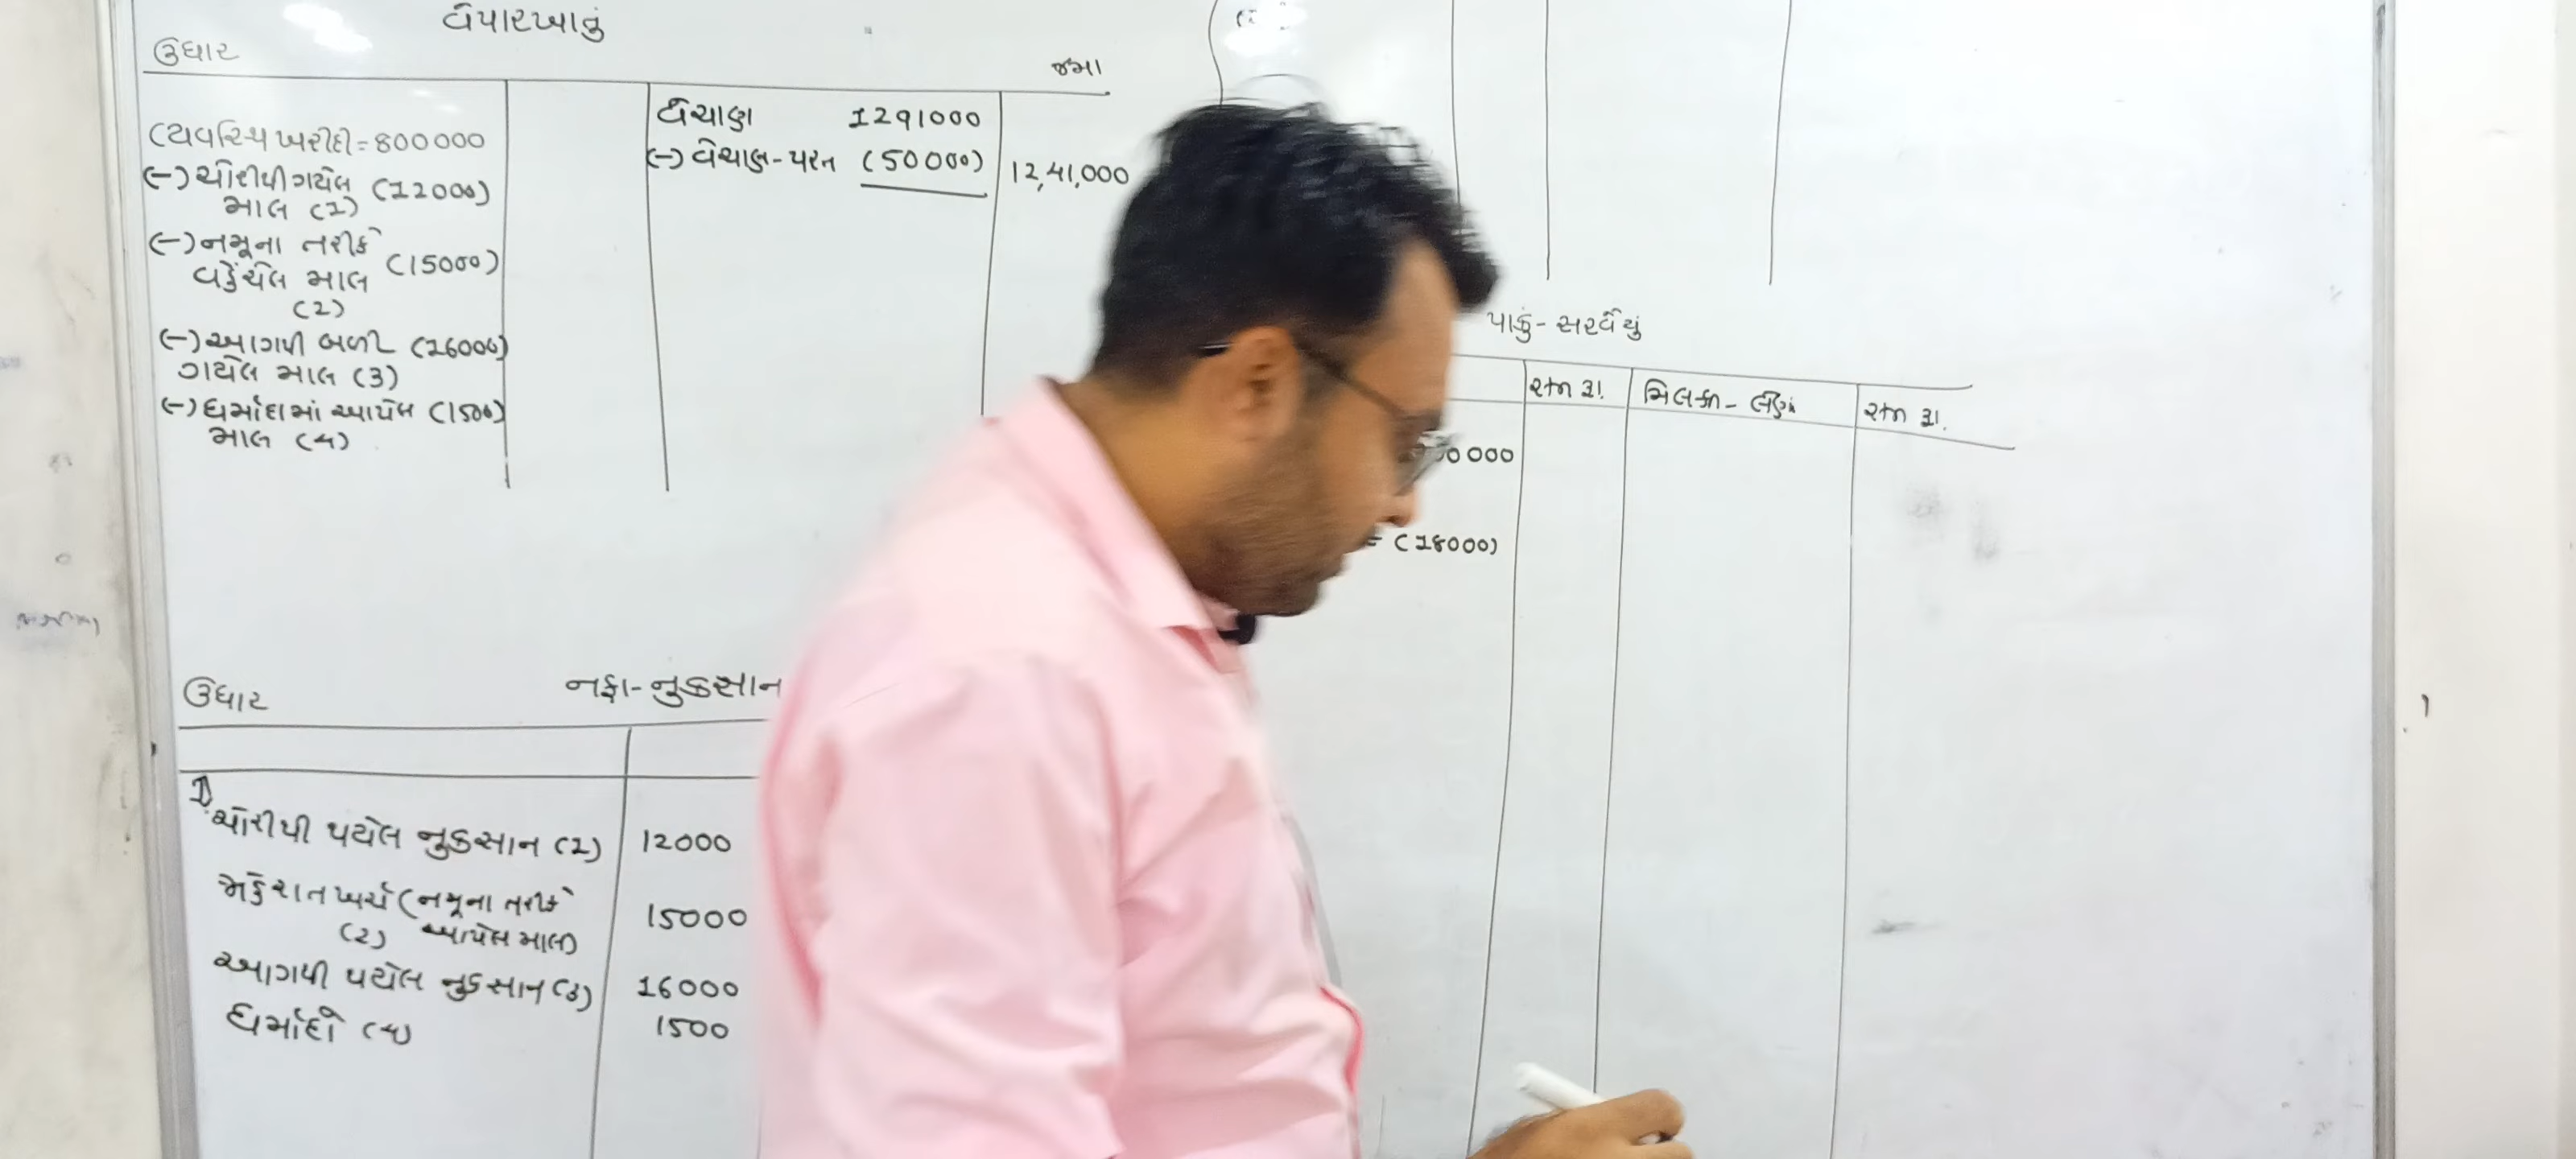 વેપારખાતું
ઉધાર
જમા
વેચાણ 1291000
(-) વેચાણ-પરત (50000) 12,41,000
ખરીદી = 800000
(-) ચોરીથી ગયેલ (12000)
માલ (1)
(-) નમૂના તરીકે
વહેંચેલ માલ (15000)
(2)
(-) આગથી બળી (16000)
ગયેલ માલ (3)
(-) ધર્માદામાં આપેલ (1500)
માલ (4)
ઉધાર
નફા-નુકસાન
ચોરીથી થયેલ નુકસાન (1) 12000
(નમૂના તરીકે
(2) આપેલ માલ) 15000
આગથી થયેલ નુકસાન (3) 16000
ધર્માદો (4) 1500
પાકું-સરવૈયું
રકમ રૂા.
મિલકત-લેણાં
રકમ રૂા.
0000
= (18000)